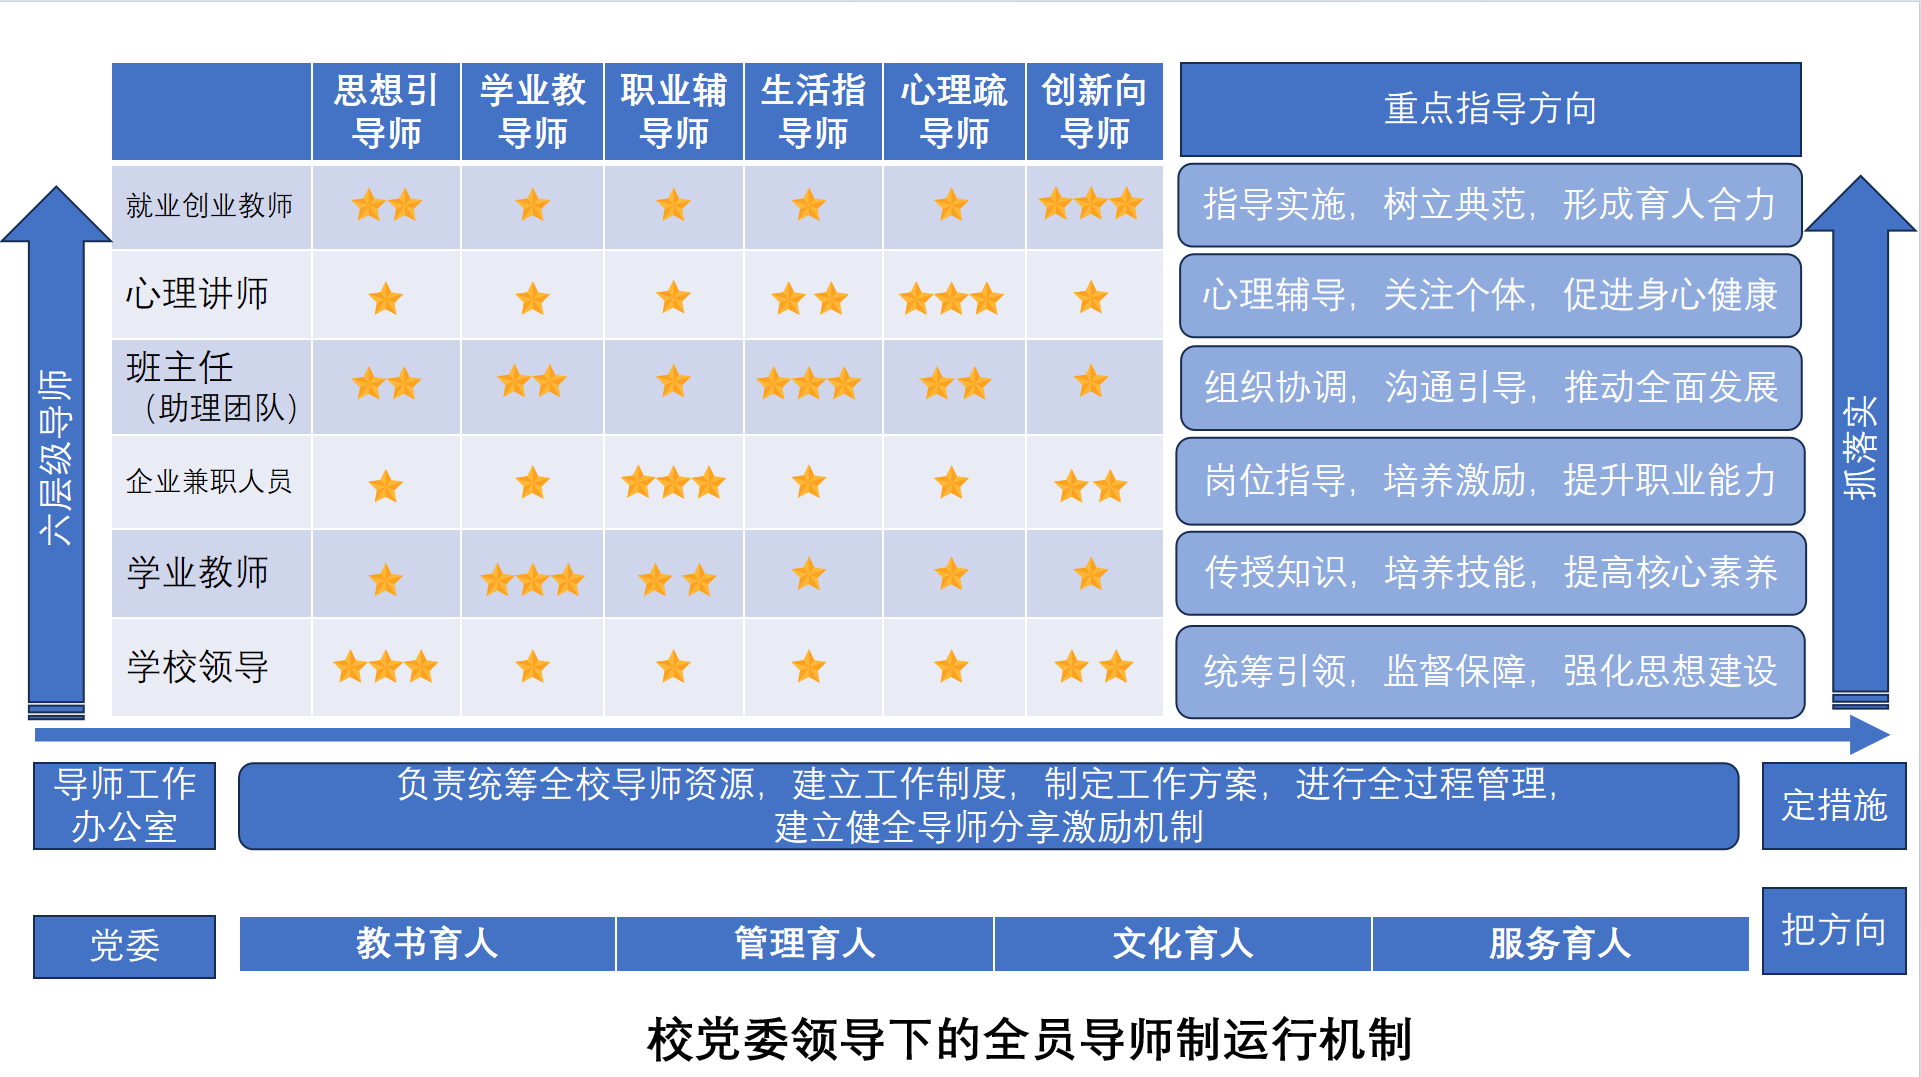 思想引
导师
学业教
导师
职业辅
导师
生活指
导师
心理疏
导师
创新向
导师
重点指导方向
就业创业教师
指导实施，树立典范，形成育人合力
心理讲师
心理辅导，关注个体，促进身心健康
班主任
（助理团队）
组织协调，沟通引导，推动全面发展
企业兼职人员
岗位指导，培养激励，提升职业能力
学业教师
传授知识，培养技能，提高核心素养
学校领导
统筹引领，监督保障，强化思想建设
六层级导师
抓落实
导师工作
办公室
负责统筹全校导师资源，建立工作制度，制定工作方案，进行全过程管理，
建立健全导师分享激励机制
定措施
党委
教书育人
管理育人
文化育人
服务育人
把方向
校党委领导下的全员导师制运行机制